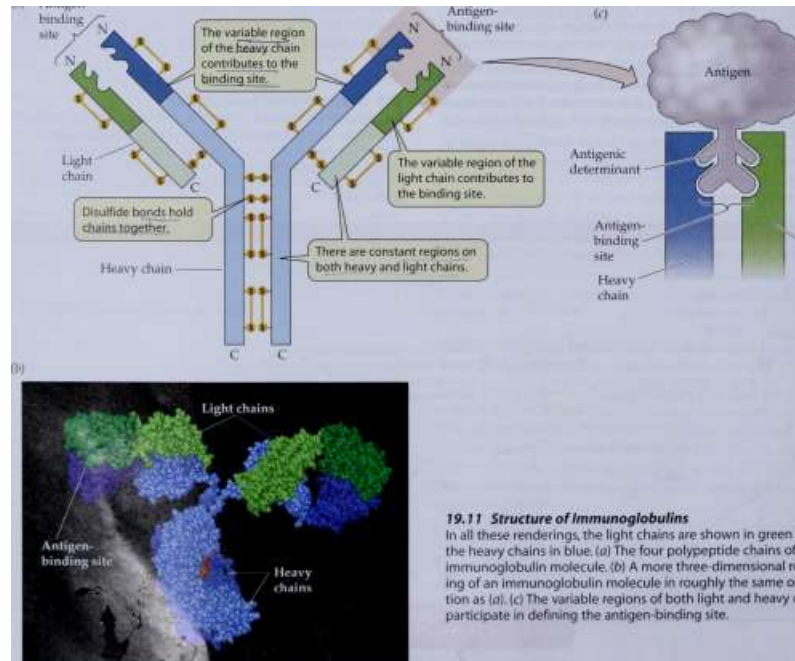 binding
site
N
N
The variable region
of the heavy chain
contributes to the
binding site.
Antigen-
binding site
N
N
(c)
Antigen
Light
chain
C
C
The variable region of the
light chain contributes to
the binding site.
Antigenic
determinant
Disulfide bonds hold
chains together.
Antigen-
binding
site
Heavy chain
There are constant regions on
both heavy and light chains.
Heavy
chain
C
C
(b)
Light chains
Antigen-
binding site
Heavy
chains
19.11 Structure of Immunoglobulins
In all these renderings, the light chains are shown in green
the heavy chains in blue. (a) The four polypeptide chains of
immunoglobulin molecule. (b) A more three-dimensional
ing of an immunoglobulin molecule in roughly the same
tion as (a). (c) The variable regions of both light and heavy
participate in defining the antigen-binding site.